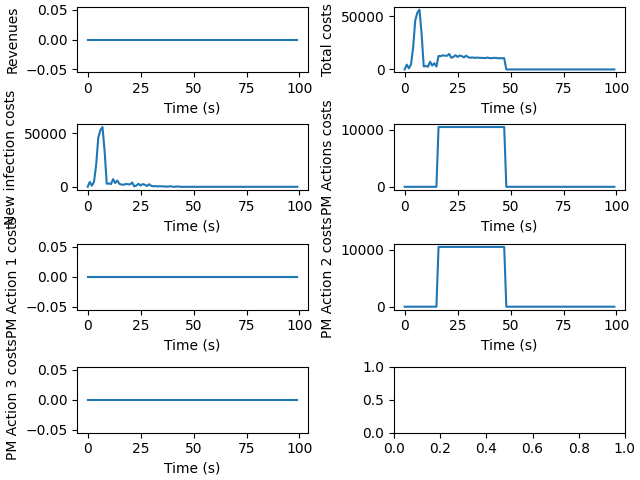 Revenues
0.05
0.00
−0.05
0 25 50 75 100
Time (s)
Total costs
50000
0
0 25 50 75 100
Time (s)
New infection costs
50000
0
0 25 50 75 100
Time (s)
PM Actions costs
10000
0
0 25 50 75 100
Time (s)
PM Action 1 costs
0.05
0.00
−0.05
0 25 50 75 100
Time (s)
PM Action 2 costs
10000
0
0 25 50 75 100
Time (s)
PM Action 3 costs
0.05
0.00
−0.05
0 25 50 75 100
Time (s)
1.0
0.5
0.0
0.0 0.2 0.4 0.6 0.8 1.0